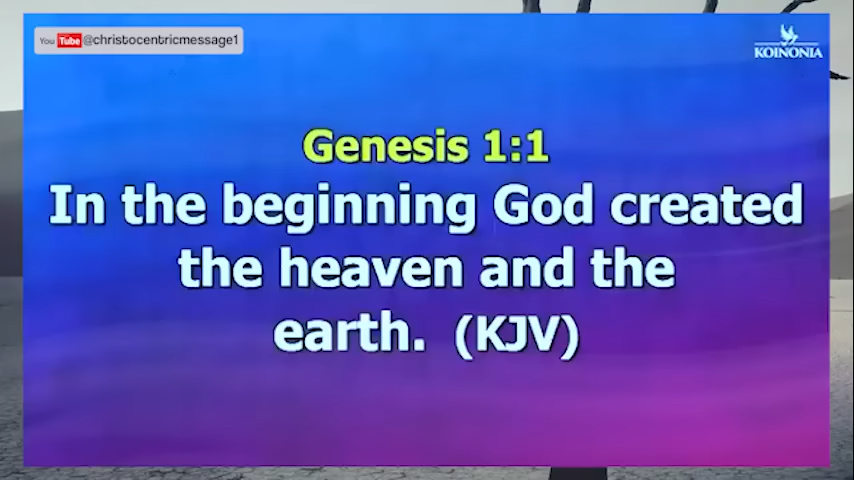 You Tube @christocentricmessage1
KOINONIA
Genesis 1:1
In the beginning God created
the heaven and the
earth. (KJV)